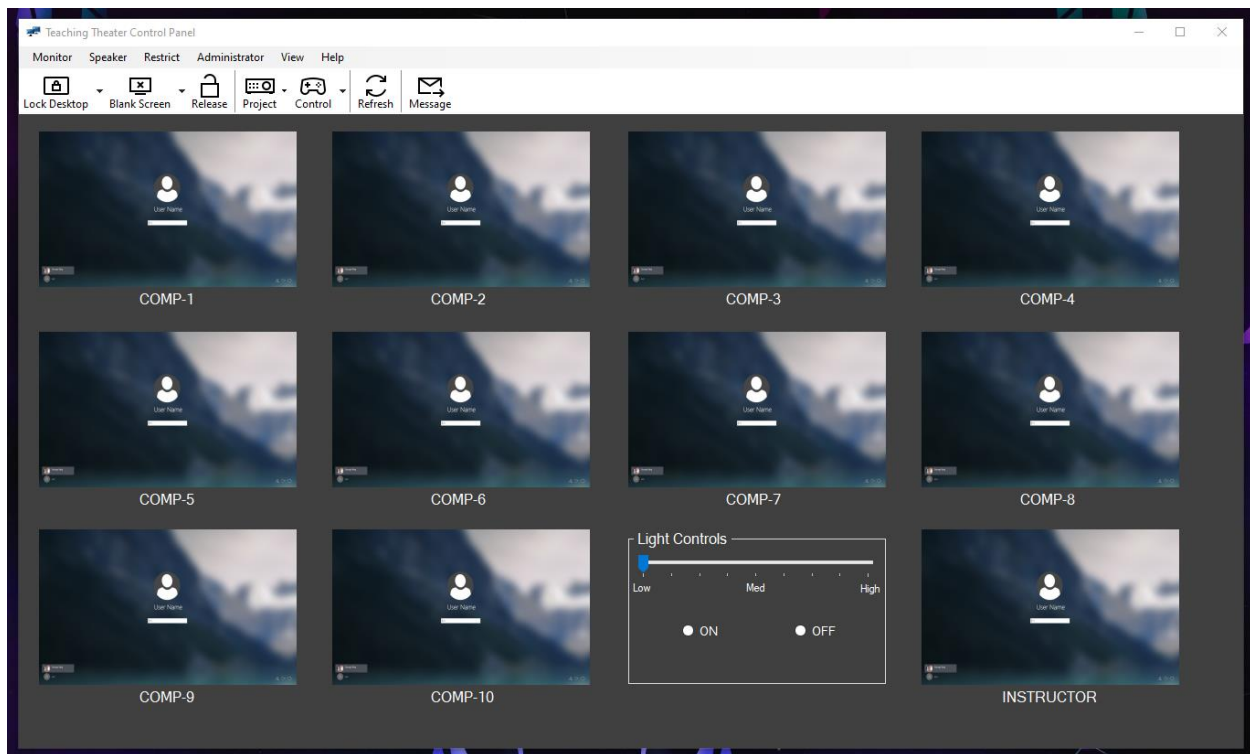 Teaching Theater Control Panel
Monitor Speaker Restrict Administrator View Help
Lock Desktop Blank Screen Release Project Control Refresh Message
User Name User Name User Name User Name
COMP-1 COMP-2 COMP-3 COMP-4
User Name User Name User Name User Name
COMP-5 COMP-6 COMP-7 COMP-8
Light Controls
Low Med High
User Name User Name User Name
ON OFF
COMP-9 COMP-10 INSTRUCTOR